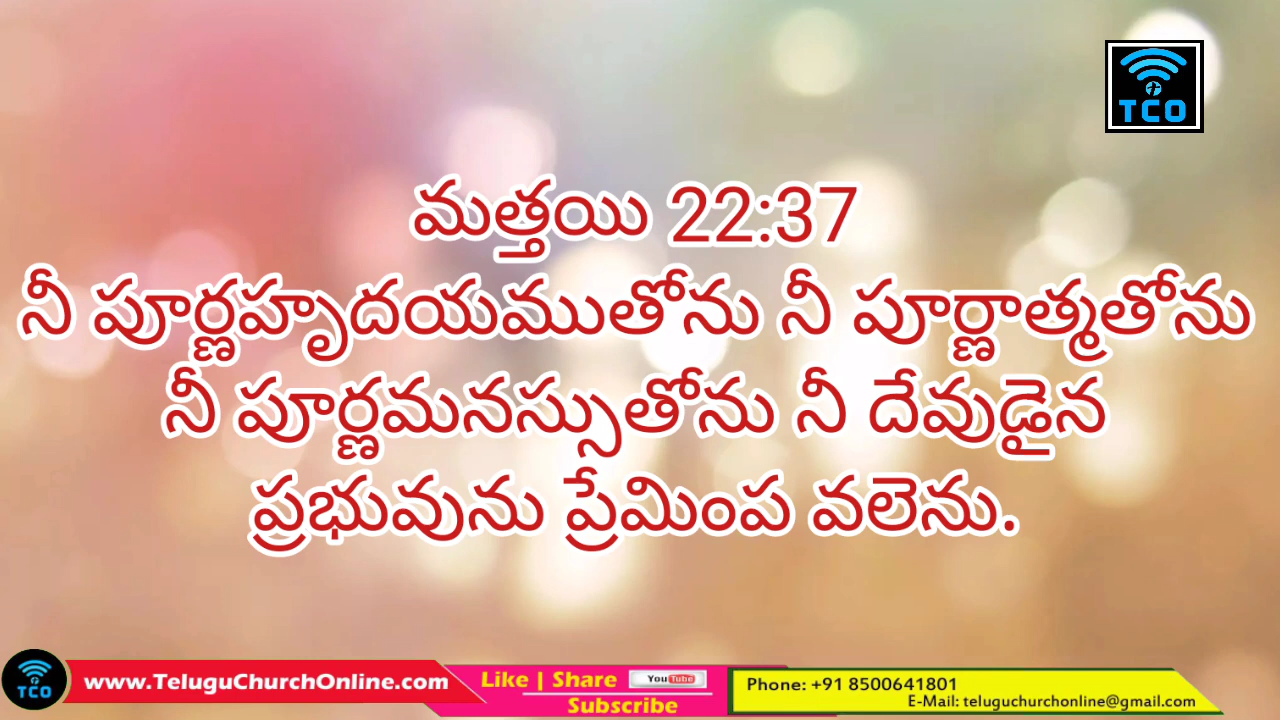 TCO
మత్తయి 22:37
నీ పూర్ణహృదయముతోను నీ పూర్ణాత్మతోను
నీ పూర్ణమనస్సుతోను నీ దేవుడైన
ప్రభువును ప్రేమింప వలెను.
TCO
www.TeluguChurchOnline.com
Like | Share YouTube
Subscribe
Phone: +91 8500641801
E-Mail: teluguchurchonline@gmail.com